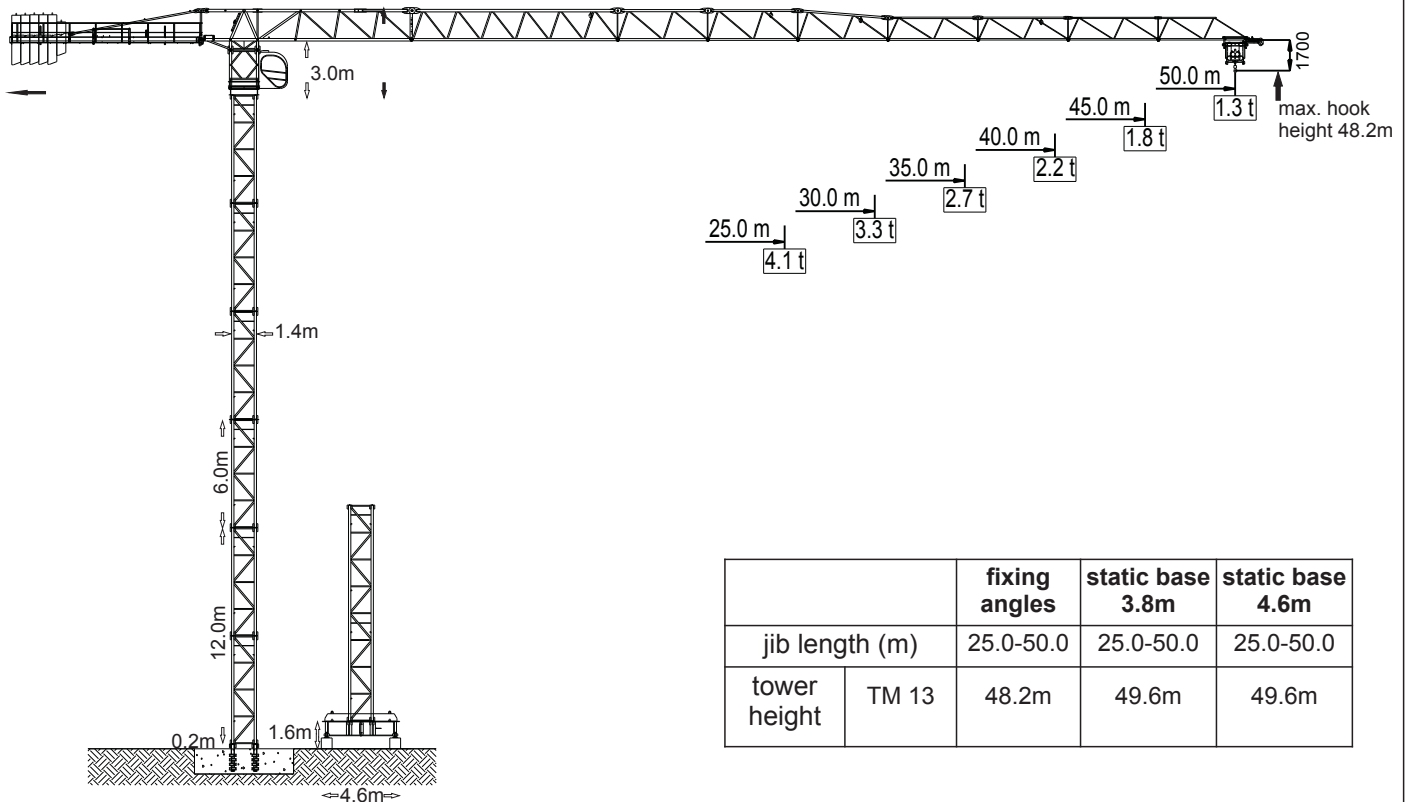 3.0m
1700
50.0 m
1.3 t
max. hook
height 48.2m
45.0 m
1.8 t
40.0 m
2.2 t
35.0 m
2.7 t
30.0 m
3.3 t
25.0 m
4.1 t
1.4m
6.0m
12.0m
0.2m
1.6m
4.6m
fixing angles static base 3.8m static base 4.6m
jib length (m) 25.0-50.0 25.0-50.0 25.0-50.0
tower height TM 13 48.2m 49.6m 49.6m